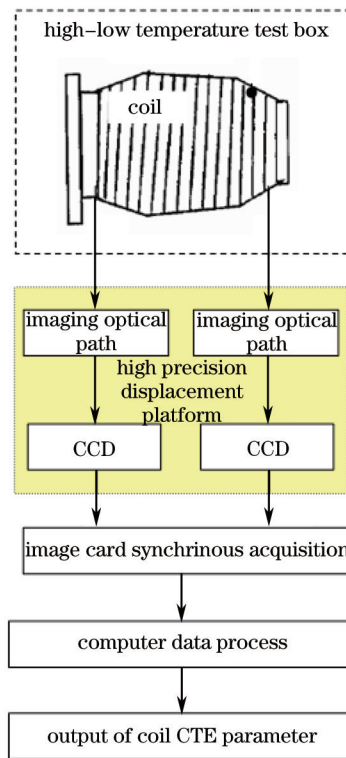 high-low temperature test box
coil
imaging optical
path
imaging optical
path
high precision
displacement
platform
CCD
CCD
image card synchrinous acquisition
computer data process
output of coil CTE parameter